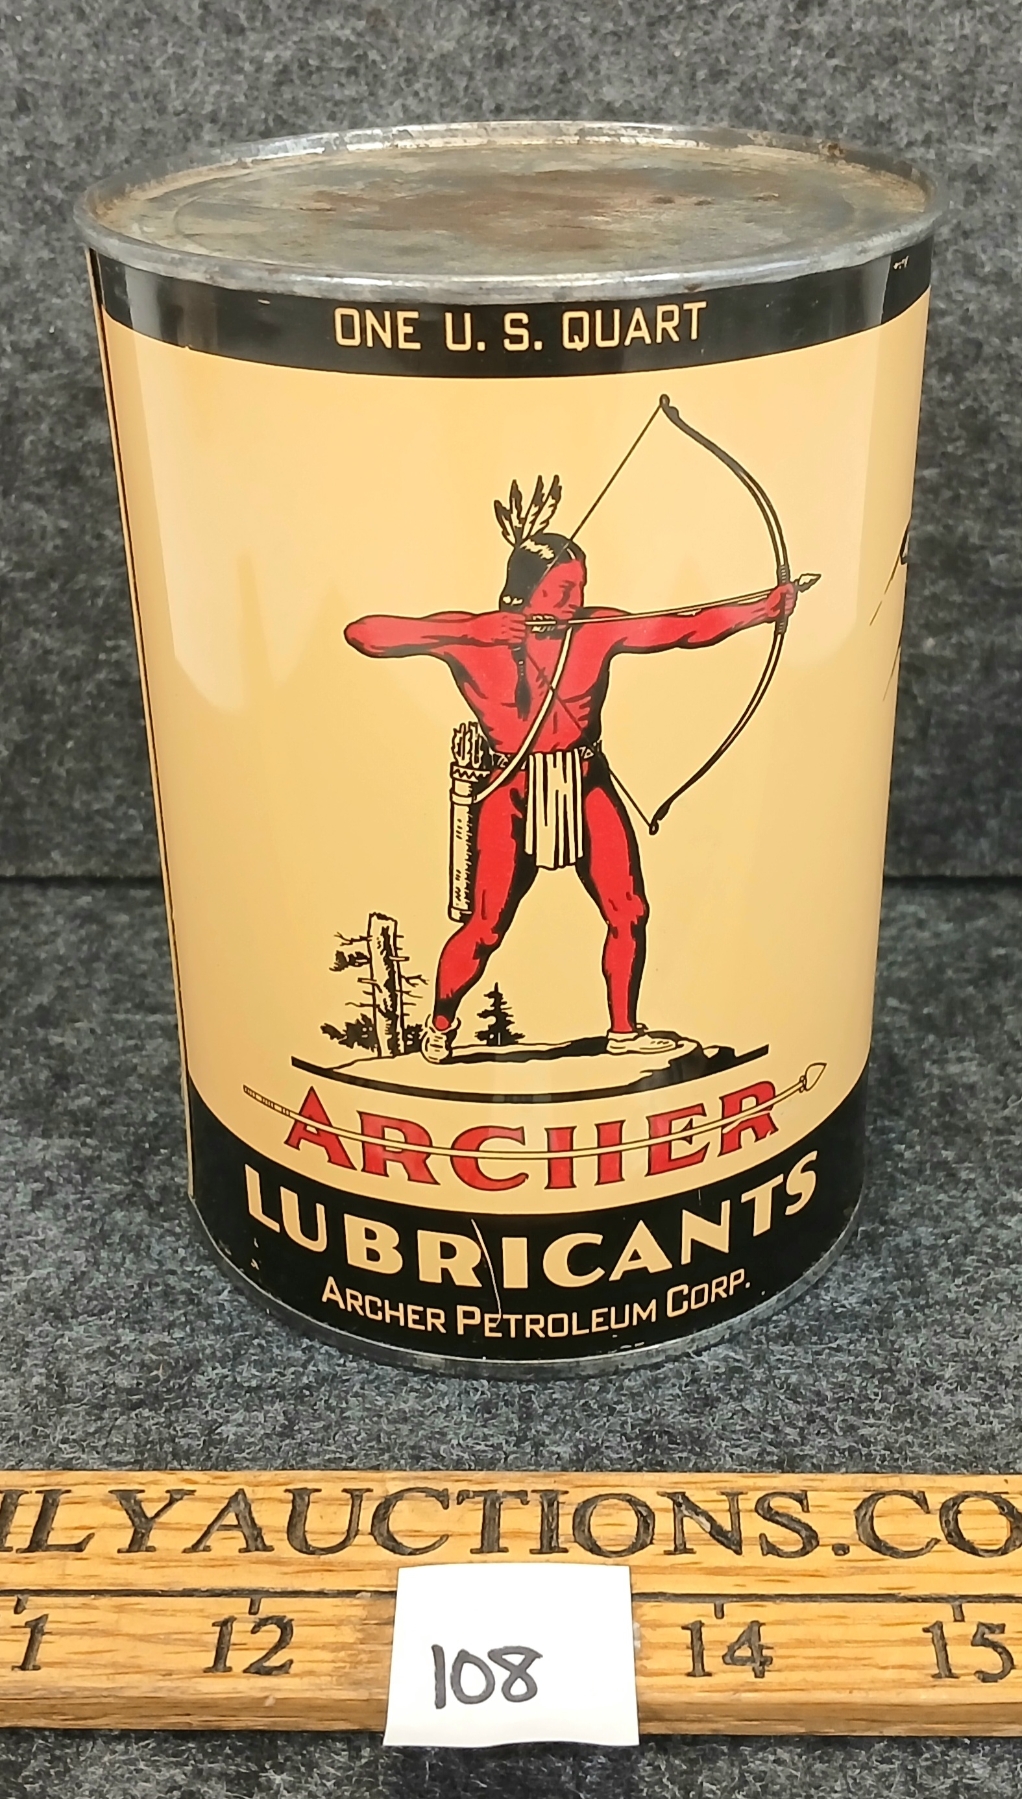 ONE U. S. QUART
ARCHER
LUBRICANTS
ARCHER PETROLEUM CORP.
ILYAUCTIONS.CO
1 12 14 15
108